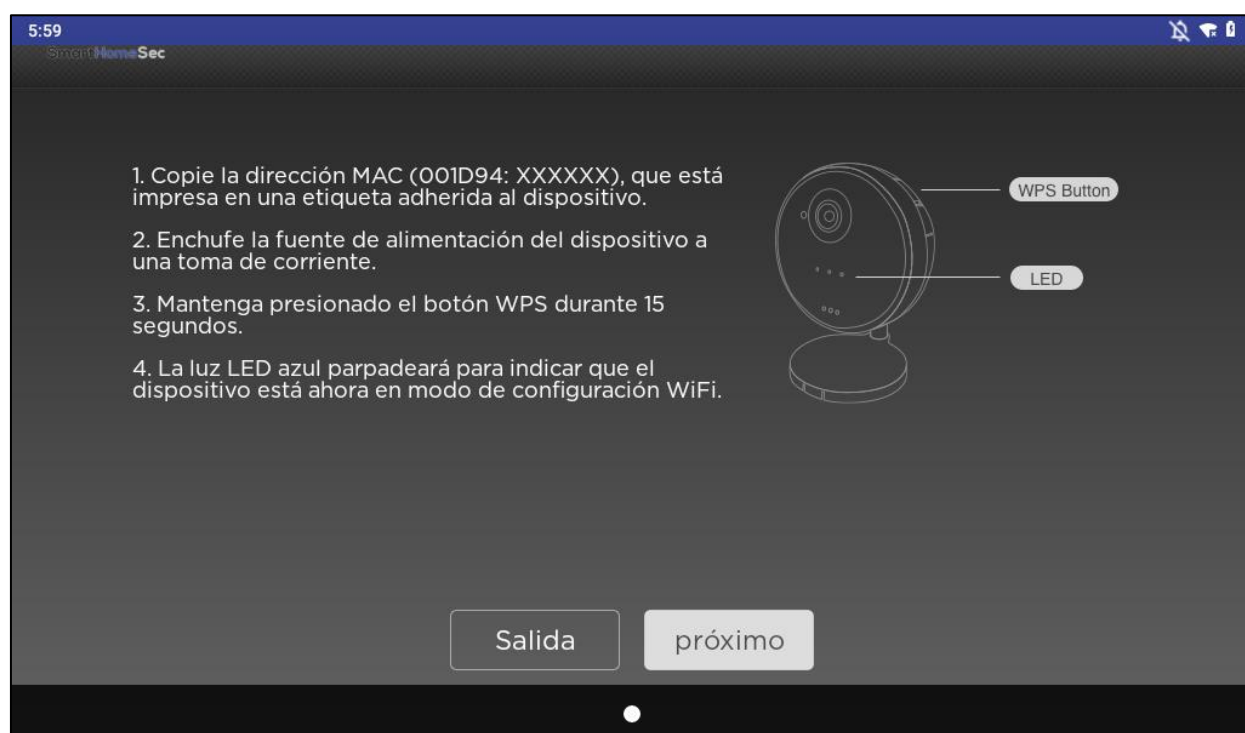 5:59
SmartHomeSec
1. Copie la dirección MAC (001D94: XXXXXX), que está
impresa en una etiqueta adherida al dispositivo.
2. Enchufe la fuente de alimentación del dispositivo a
una toma de corriente.
3. Mantenga presionado el botón WPS durante 15
segundos.
4. La luz LED azul parpadeará para indicar que el
dispositivo está ahora en modo de configuración WiFi.
WPS Button
LED
Salida
próximo